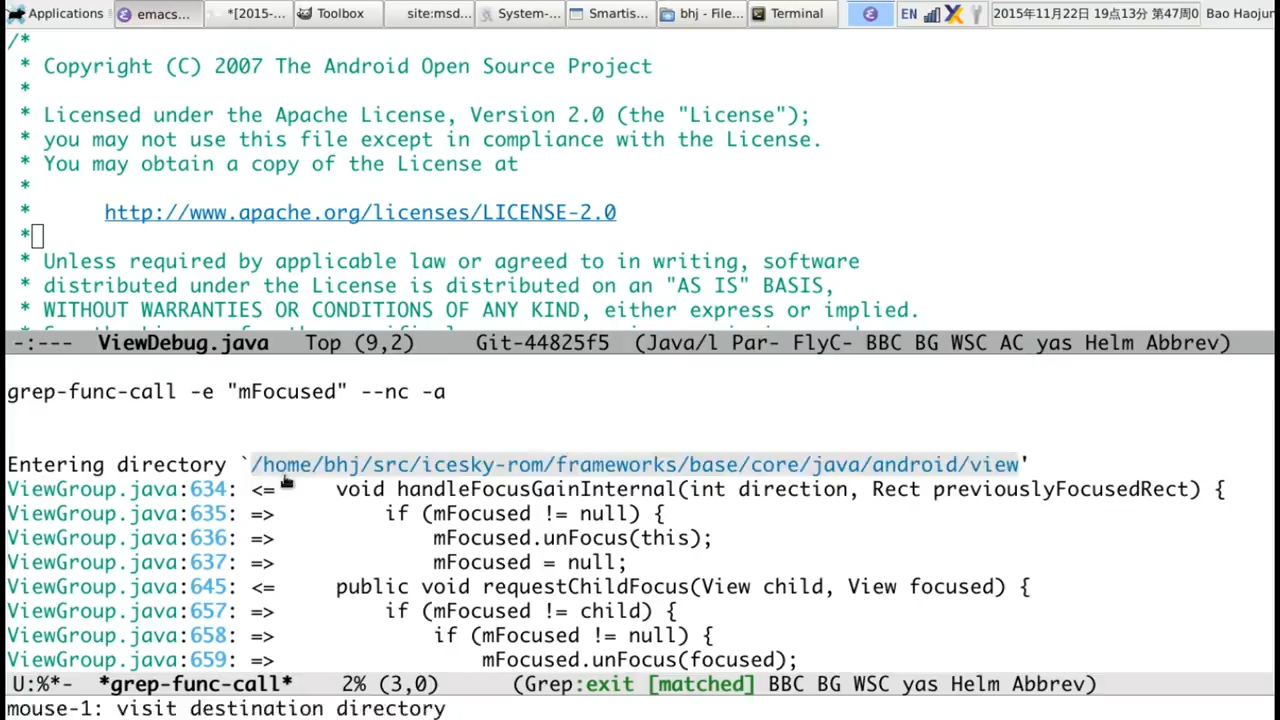 Applications emacs... *[2015-... Toolbox site:msd... System-... Smartis... bhj - File... Terminal EN 2015年11月22日 19点13分 第47周0 Bao Haojun
/*
* Copyright (C) 2007 The Android Open Source Project
*
* Licensed under the Apache License, Version 2.0 (the "License");
* you may not use this file except in compliance with the License.
* You may obtain a copy of the License at
*
* http://www.apache.org/licenses/LICENSE-2.0
*
* Unless required by applicable law or agreed to in writing, software
* distributed under the License is distributed on an "AS IS" BASIS,
* WITHOUT WARRANTIES OR CONDITIONS OF ANY KIND, either express or implied.
-:--- ViewDebug.java Top (9,2) Git-44825f5 (Java/l Par- FlyC- BBC BG WSC AC yas Helm Abbrev)
grep-func-call -e "mFocused" --nc -a
Entering directory `/home/bhj/src/icesky-rom/frameworks/base/core/java/android/view'
ViewGroup.java:634: <= void handleFocusGainInternal(int direction, Rect previouslyFocusedRect) {
ViewGroup.java:635: => if (mFocused != null) {
ViewGroup.java:636: => mFocused.unFocus(this);
ViewGroup.java:637: => mFocused = null;
ViewGroup.java:645: <= public void requestChildFocus(View child, View focused) {
ViewGroup.java:657: => if (mFocused != child) {
ViewGroup.java:658: => if (mFocused != null) {
ViewGroup.java:659: => mFocused.unFocus(focused);
U:%*- *grep-func-call* 2% (3,0) (Grep:exit [matched] BBC BG WSC yas Helm Abbrev)
mouse-1: visit destination directory